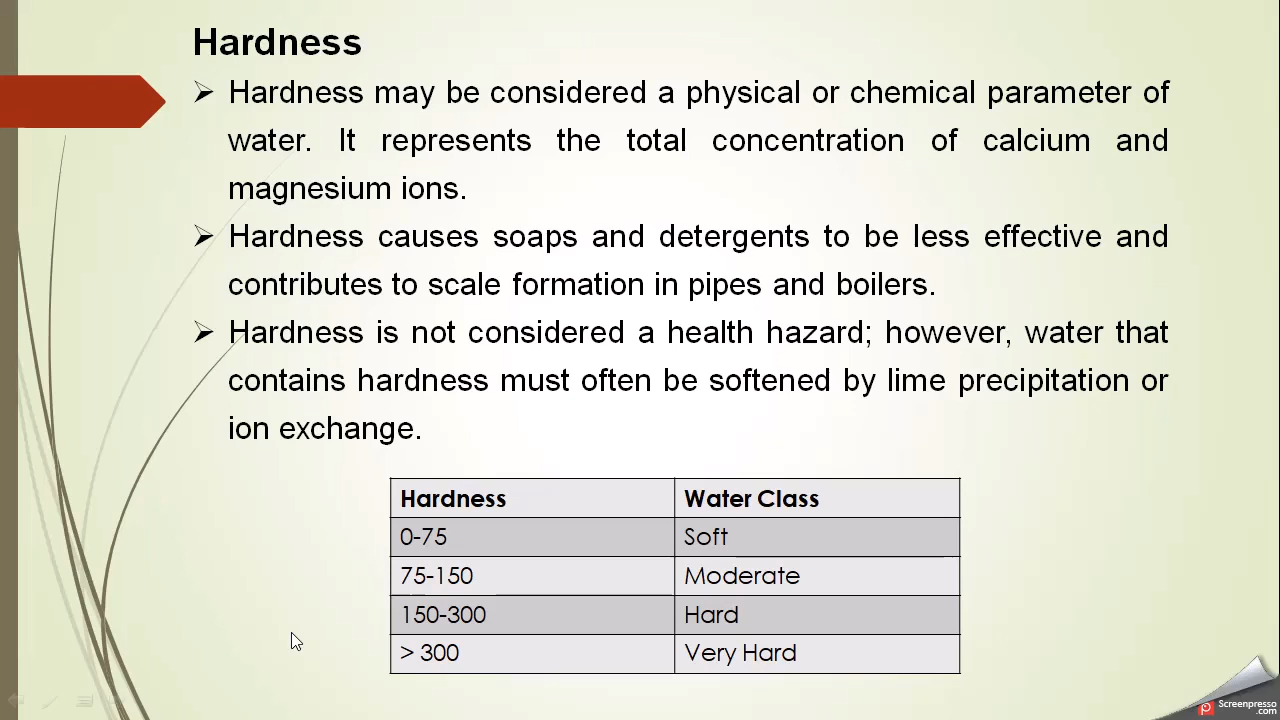 Hardness
➢ Hardness may be considered a physical or chemical parameter of
water. It represents the total concentration of calcium and
magnesium ions.
➢ Hardness causes soaps and detergents to be less effective and
contributes to scale formation in pipes and boilers.
➢ Hardness is not considered a health hazard; however, water that
contains hardness must often be softened by lime precipitation or
ion exchange.
Hardness Water Class
0-75 Soft
75-150 Moderate
150-300 Hard
> 300 Very Hard
Screenpresso
.com